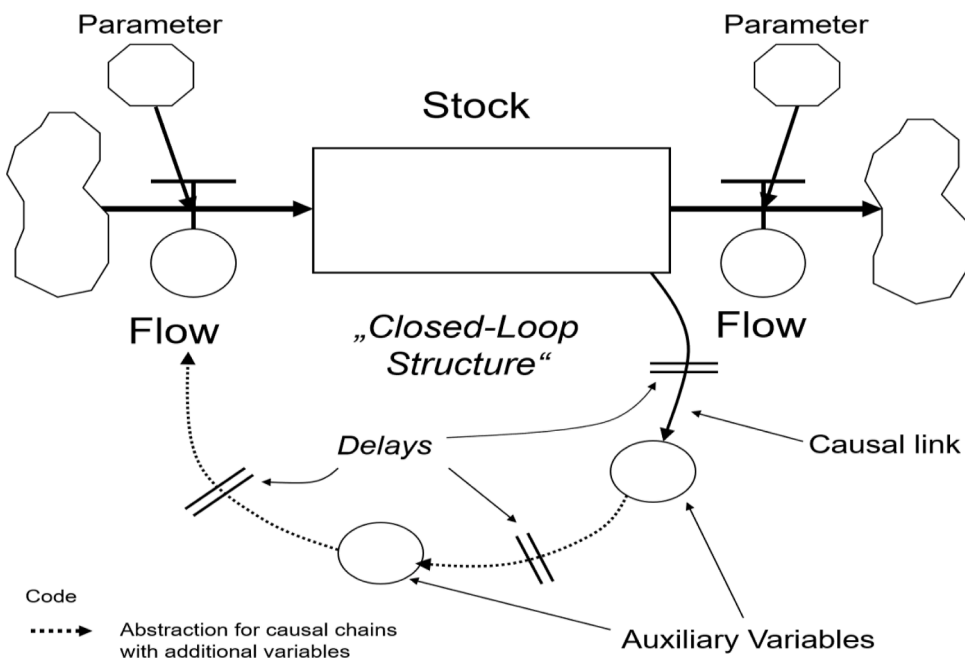 Parameter
Parameter
Stock
Flow
„Closed-Loop
Structure“
Flow
Delays
Causal link
Code
Abstraction for causal chains
with additional variables
Auxiliary Variables